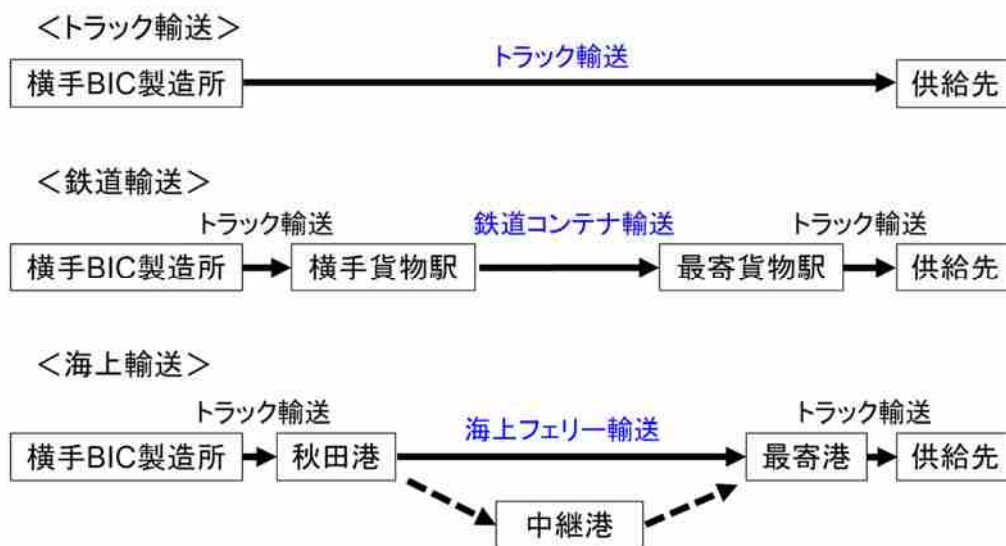 ＜トラック輸送＞
トラック輸送
横手BIC製造所 供給先
＜鉄道輸送＞
トラック輸送 鉄道コンテナ輸送 トラック輸送
横手BIC製造所 横手貨物駅 最寄貨物駅 供給先
＜海上輸送＞
トラック輸送 海上フェリー輸送 トラック輸送
横手BIC製造所 秋田港 最寄港 供給先
中継港